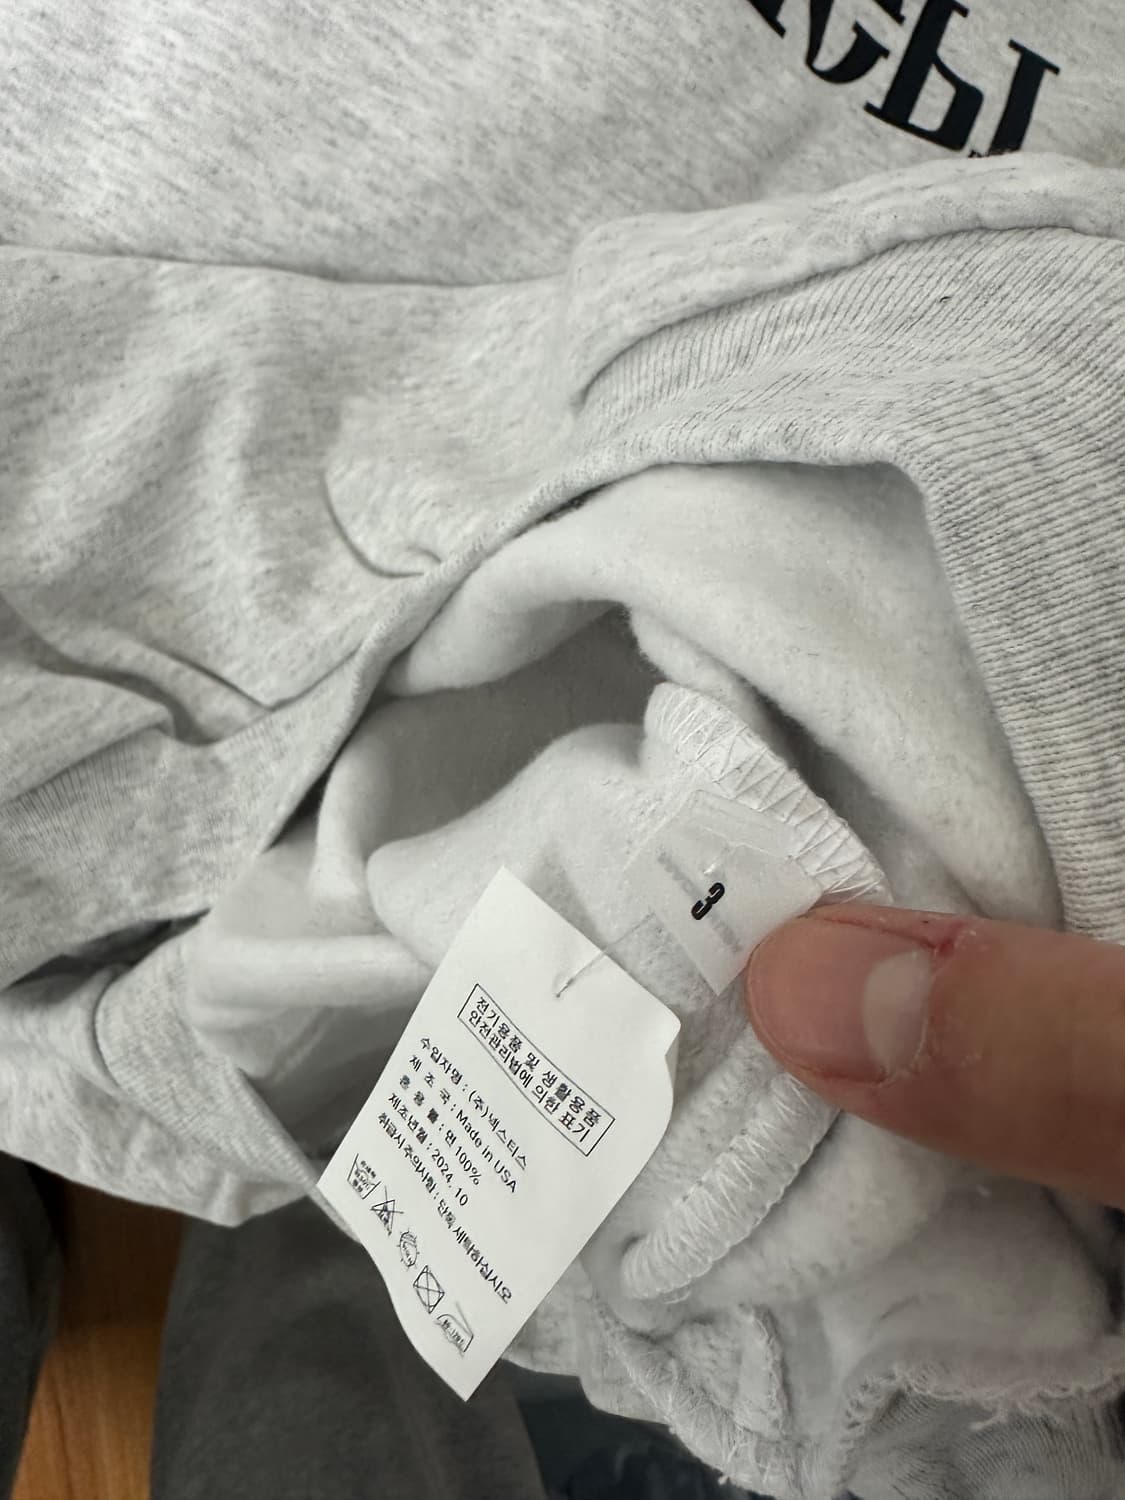 전기용품 및 생활용품
안전관리법에 의한 표기
수입자명 : (주)넥스터스
제 조 국 : Made in USA
혼 용 률 : 면 100%
제조년월 : 2024. 10
취급시 주의사항 : 단독 세탁하십시오
3